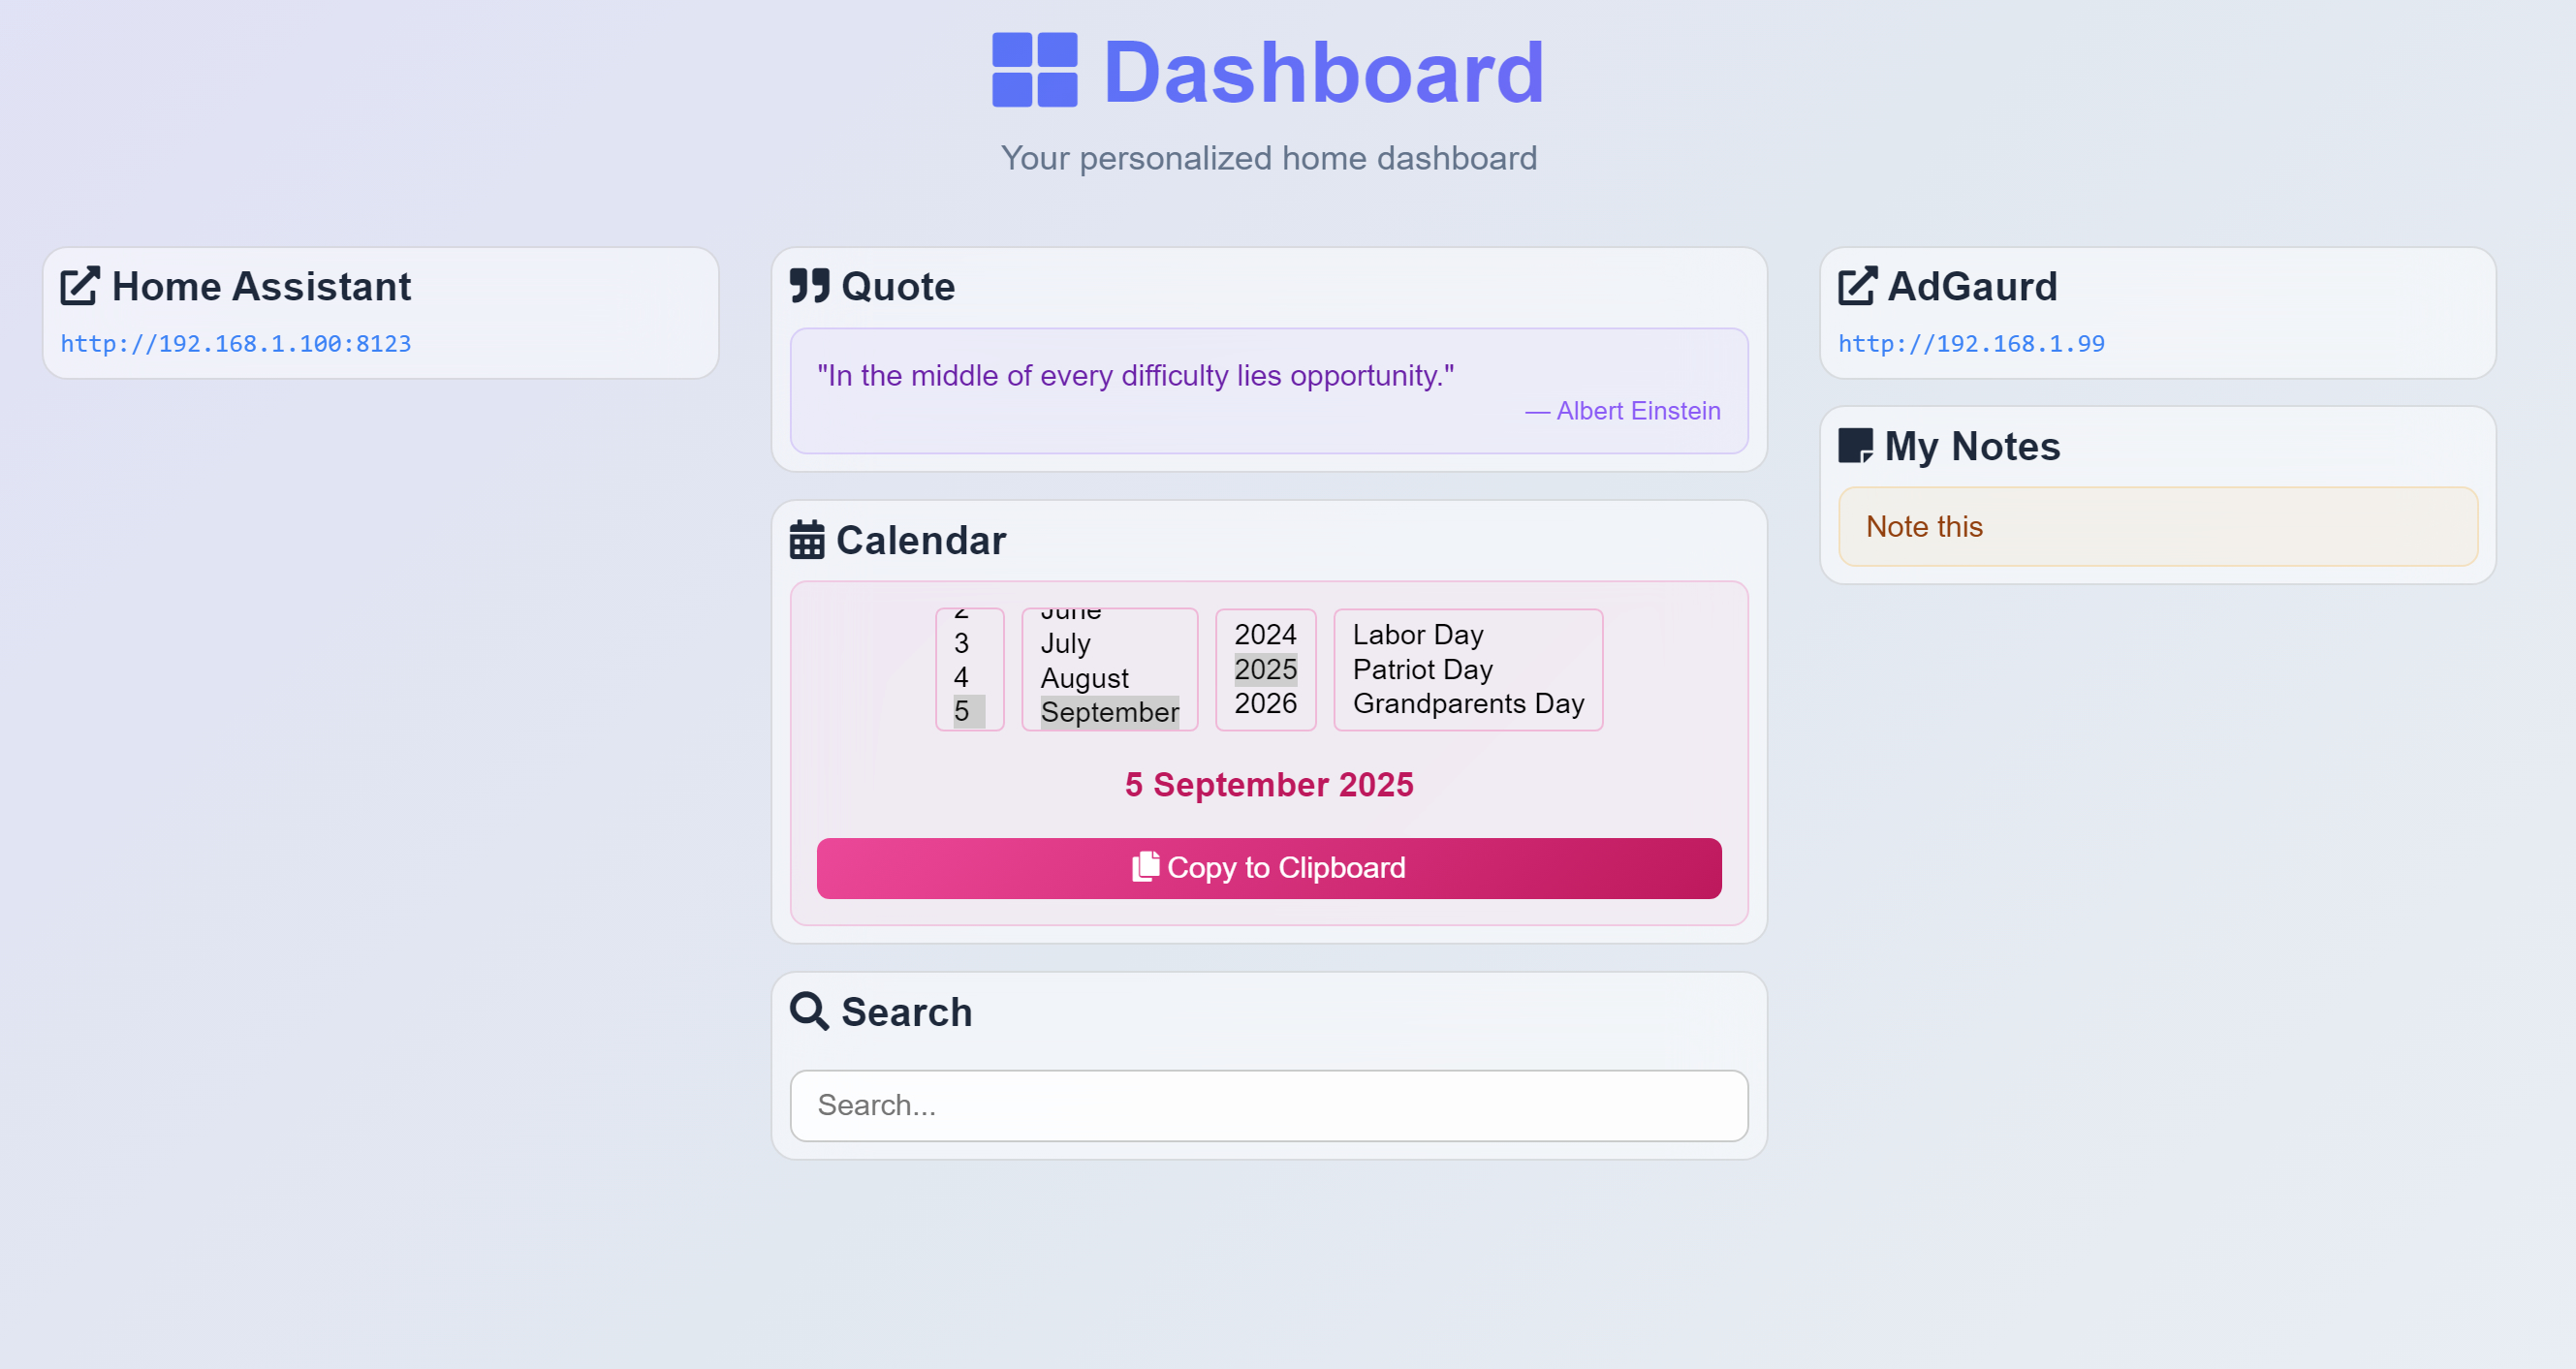 Dashboard
Your personalized home dashboard
Home Assistant
http://192.168.1.100:8123
Quote
"In the middle of every difficulty lies opportunity."
— Albert Einstein
Calendar
2
3
4
5
June
July
August
September
2024
2025
2026
Labor Day
Patriot Day
Grandparents Day
5 September 2025
Copy to Clipboard
Search
Search...
AdGaurd
http://192.168.1.99
My Notes
Note this